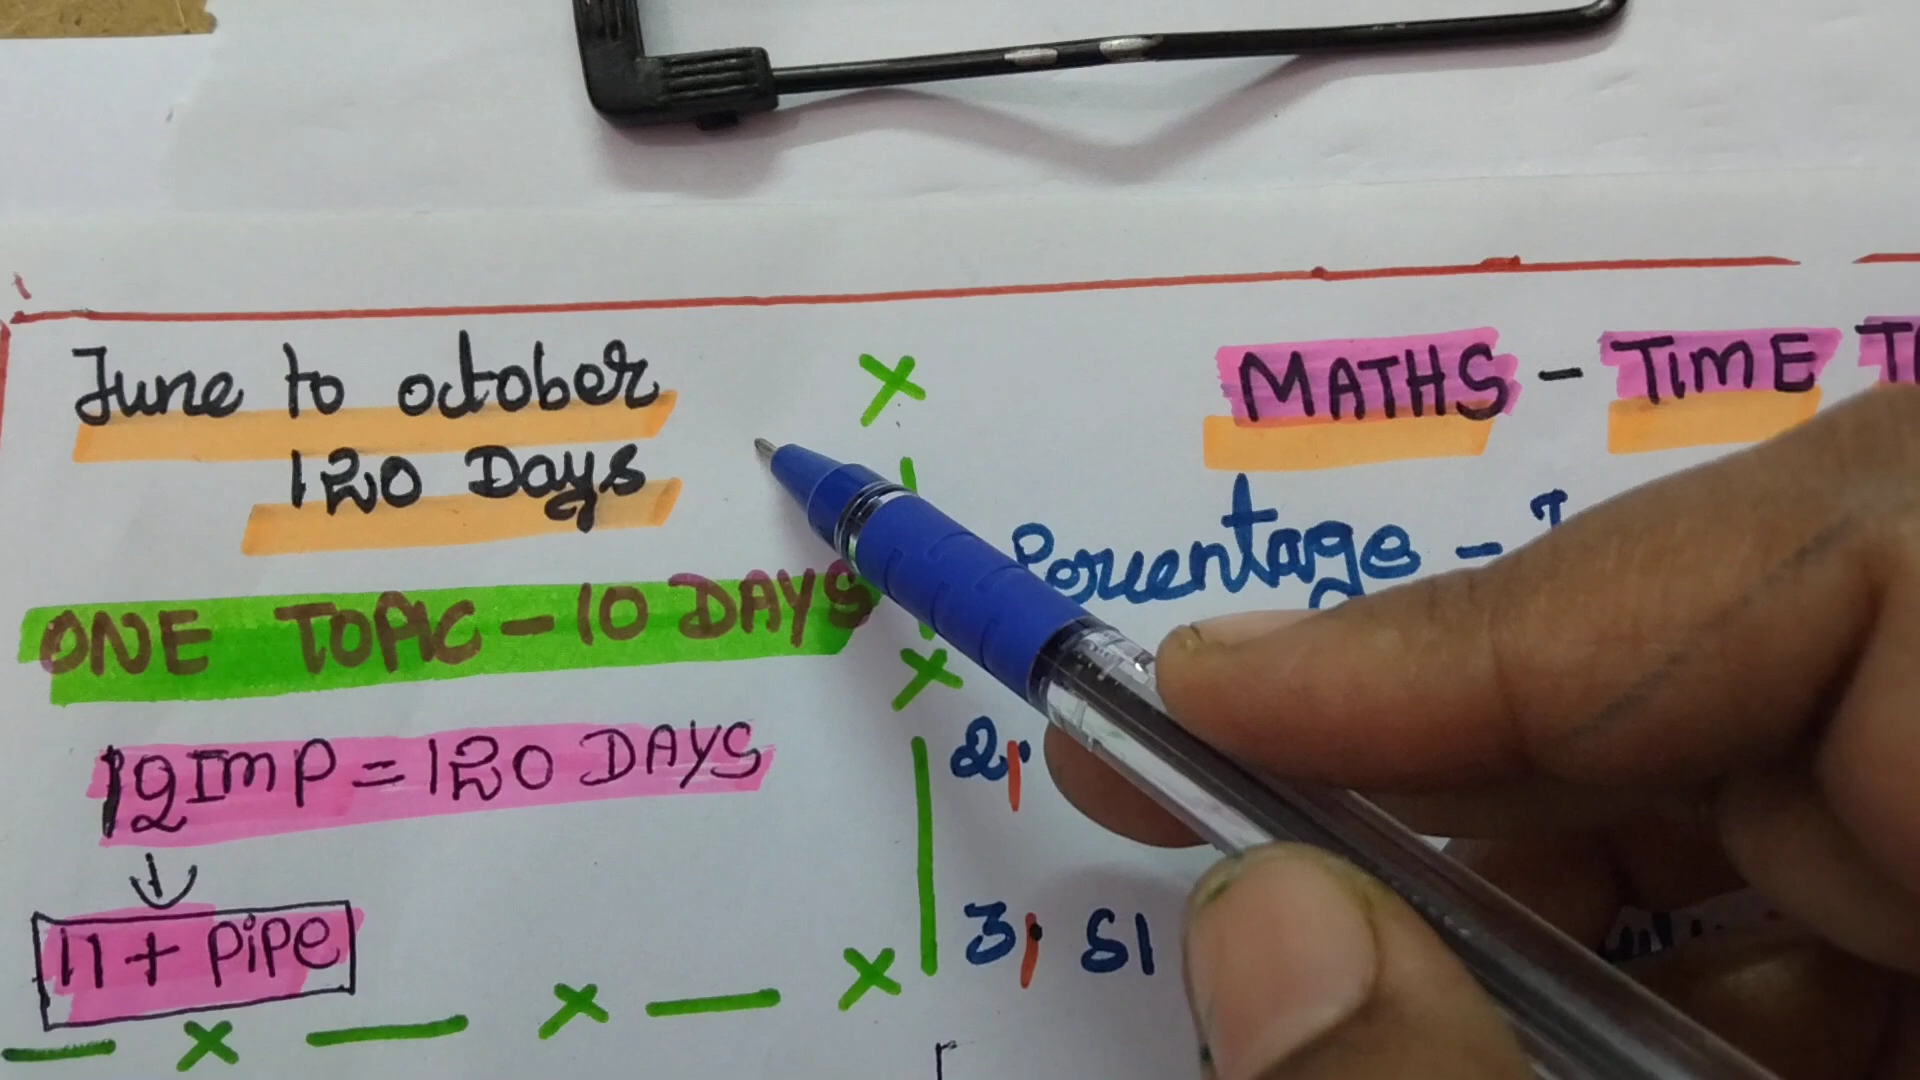 June to october
120 Days
ONE TOPIC - 10 DAYS
12 Imp = 120 DAYS
11 + Pipe
MATHS - TIME
Percentage -
2,
3, SI